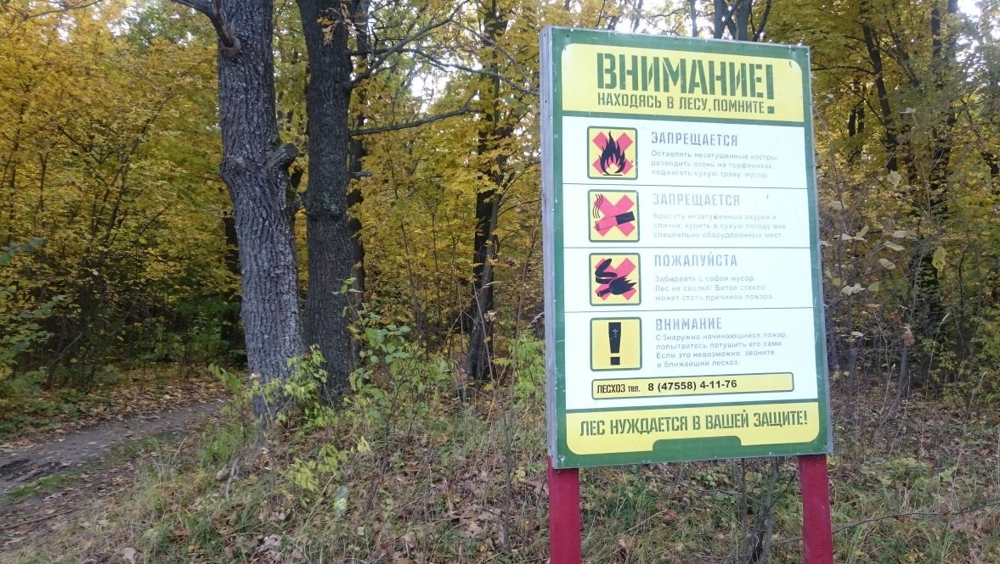 ВНИМАНИЕ!
НАХОДЯСЬ В ЛЕСУ, ПОМНИТЕ
ЗАПРЕЩАЕТСЯ
Оставлять незатушенные костры,
разводить огонь на торфяниках,
поджигать сухую траву, мусор.
ЗАПРЕЩАЕТСЯ
Бросать незатушенные окурки и
спички, курить в сухую погоду вне
специально оборудованных мест.
ПОЖАЛУЙСТА
Забирайте с собой мусор.
Лес не свалка! Битое стекло
может стать причиной пожара.
ВНИМАНИЕ
Обнаружив начинающийся пожар,
попытайтесь потушить его сами.
Если это невозможно, звоните
в ближайший лесхоз.
ЛЕСХОЗ тел. 8 (47558) 4-11-76
ЛЕС НУЖДАЕТСЯ В ВАШЕЙ ЗАЩИТЕ!